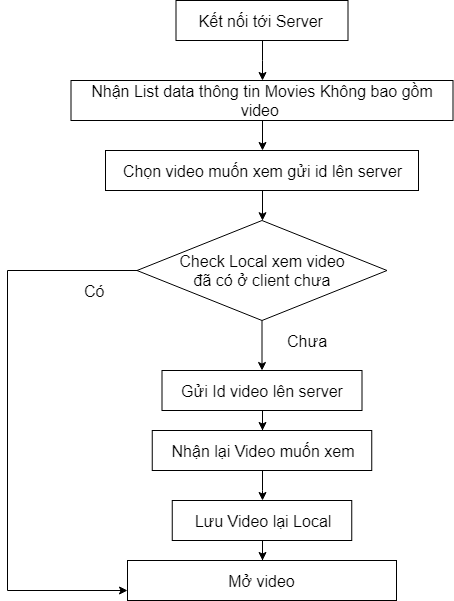 Kết nối tới Server
Nhận List data thông tin Movies Không bao gồm
video
Chọn video muốn xem gửi id lên server
Check Local xem video
đã có ở client chưa
Có
Chưa
Gửi Id video lên server
Nhận lại Video muốn xem
Lưu Video lại Local
Mở video